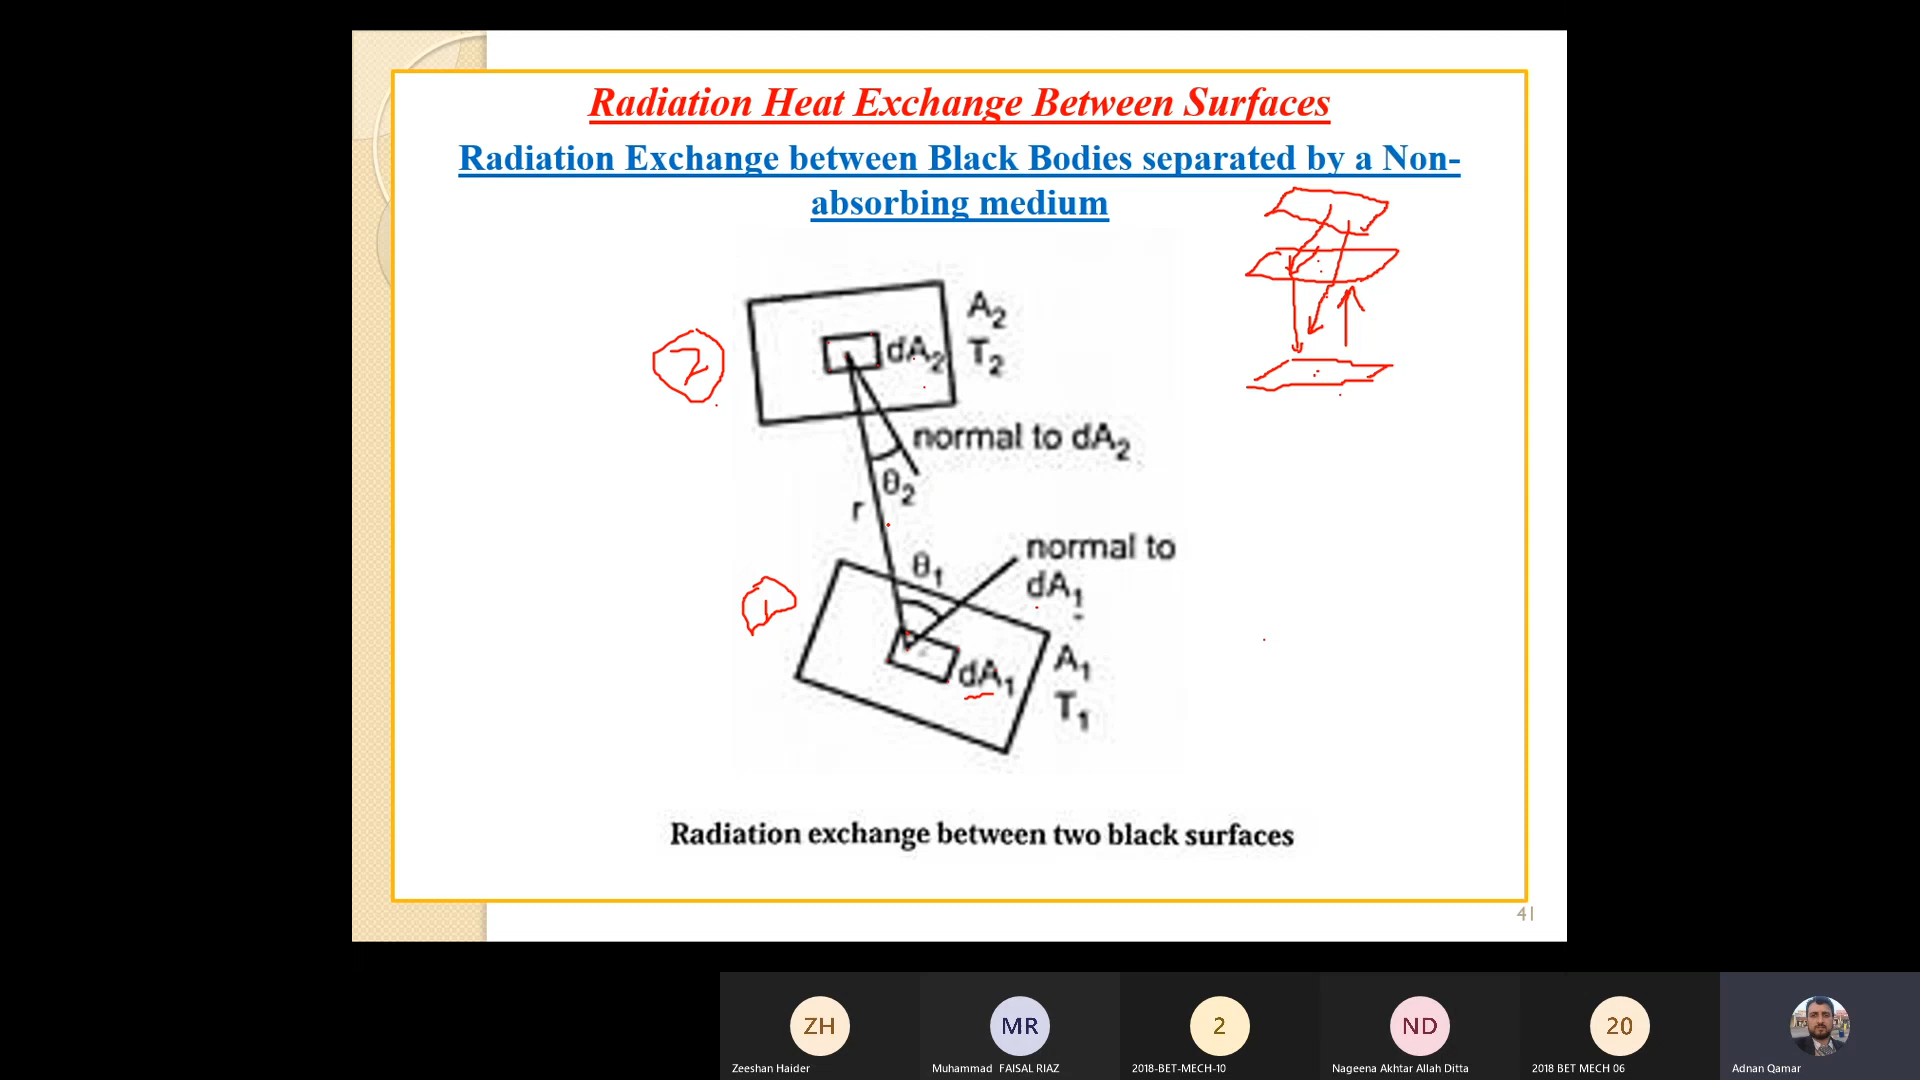 Radiation Heat Exchange Between Surfaces
Radiation Exchange between Black Bodies separated by a Non-
absorbing medium
A2
dA2
T2
2
normal to dA2
θ2
r
normal to
θ1
dA1
1
A1
dA1
T1
Radiation exchange between two black surfaces
41
ZH
MR
2
ND
20
Zeeshan Haider
Muhammad FAISAL RIAZ
2018-BET-MECH-10
Nageena Akhtar Allah Ditta
2018 BET MECH 06
Adnan Qamar